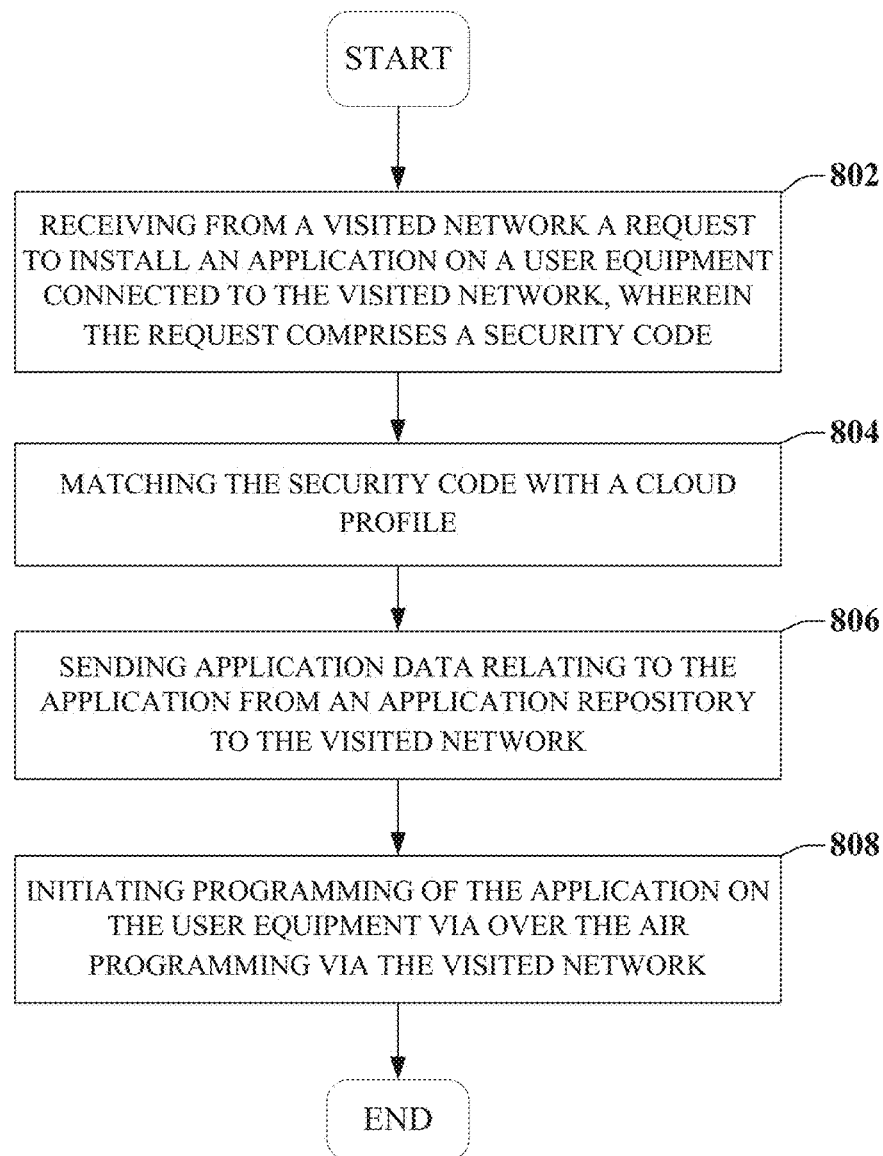 START
802
RECEIVING FROM A VISITED NETWORK A REQUEST
TO INSTALL AN APPLICATION ON A USER EQUIPMENT
CONNECTED TO THE VISITED NETWORK, WHEREIN
THE REQUEST COMPRISES A SECURITY CODE
804
MATCHING THE SECURITY CODE WITH A CLOUD
PROFILE
806
SENDING APPLICATION DATA RELATING TO THE
APPLICATION FROM AN APPLICATION REPOSITORY
TO THE VISITED NETWORK
808
INITIATING PROGRAMMING OF THE APPLICATION ON
THE USER EQUIPMENT VIA OVER THE AIR
PROGRAMMING VIA THE VISITED NETWORK
END